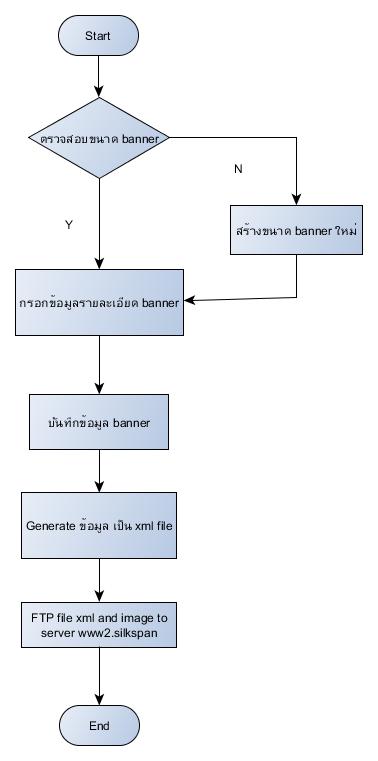 Start
ตรวจสอบขนาด banner
N
Y
สร้างขนาด banner ใหม่
กรอกข้อมูลรายละเอียด banner
บันทึกข้อมูล banner
Generate ข้อมูล เป็น xml file
FTP file xml and image to
server www2.silkspan
End